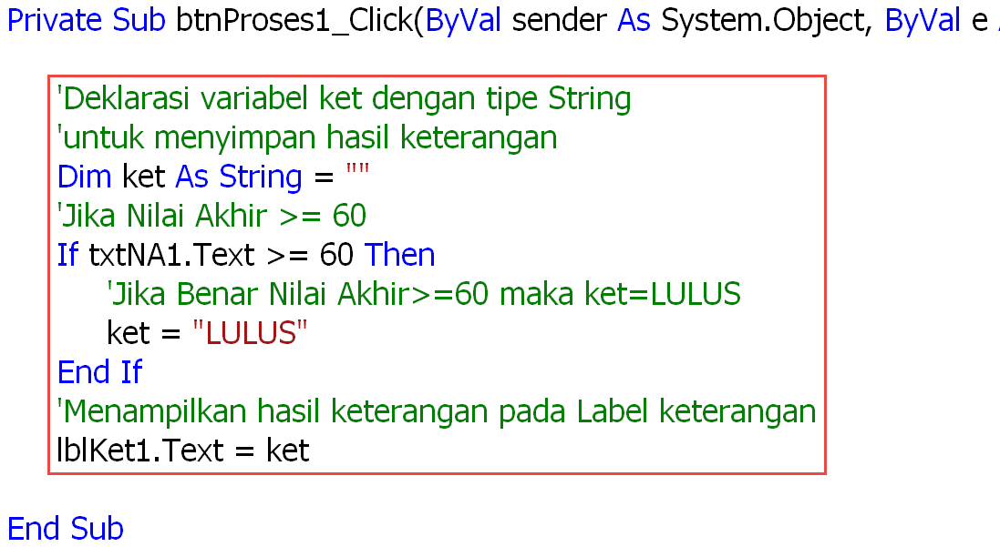 Private Sub btnProses1_Click(ByVal sender As System.Object, ByVal e
'Deklarasi variabel ket dengan tipe String
'untuk menyimpan hasil keterangan
Dim ket As String = ""
'Jika Nilai Akhir >= 60
If txtNA1.Text >= 60 Then
'Jika Benar Nilai Akhir>=60 maka ket=LULUS
ket = "LULUS"
End If
'Menampilkan hasil keterangan pada Label keterangan
lblKet1.Text = ket
End Sub